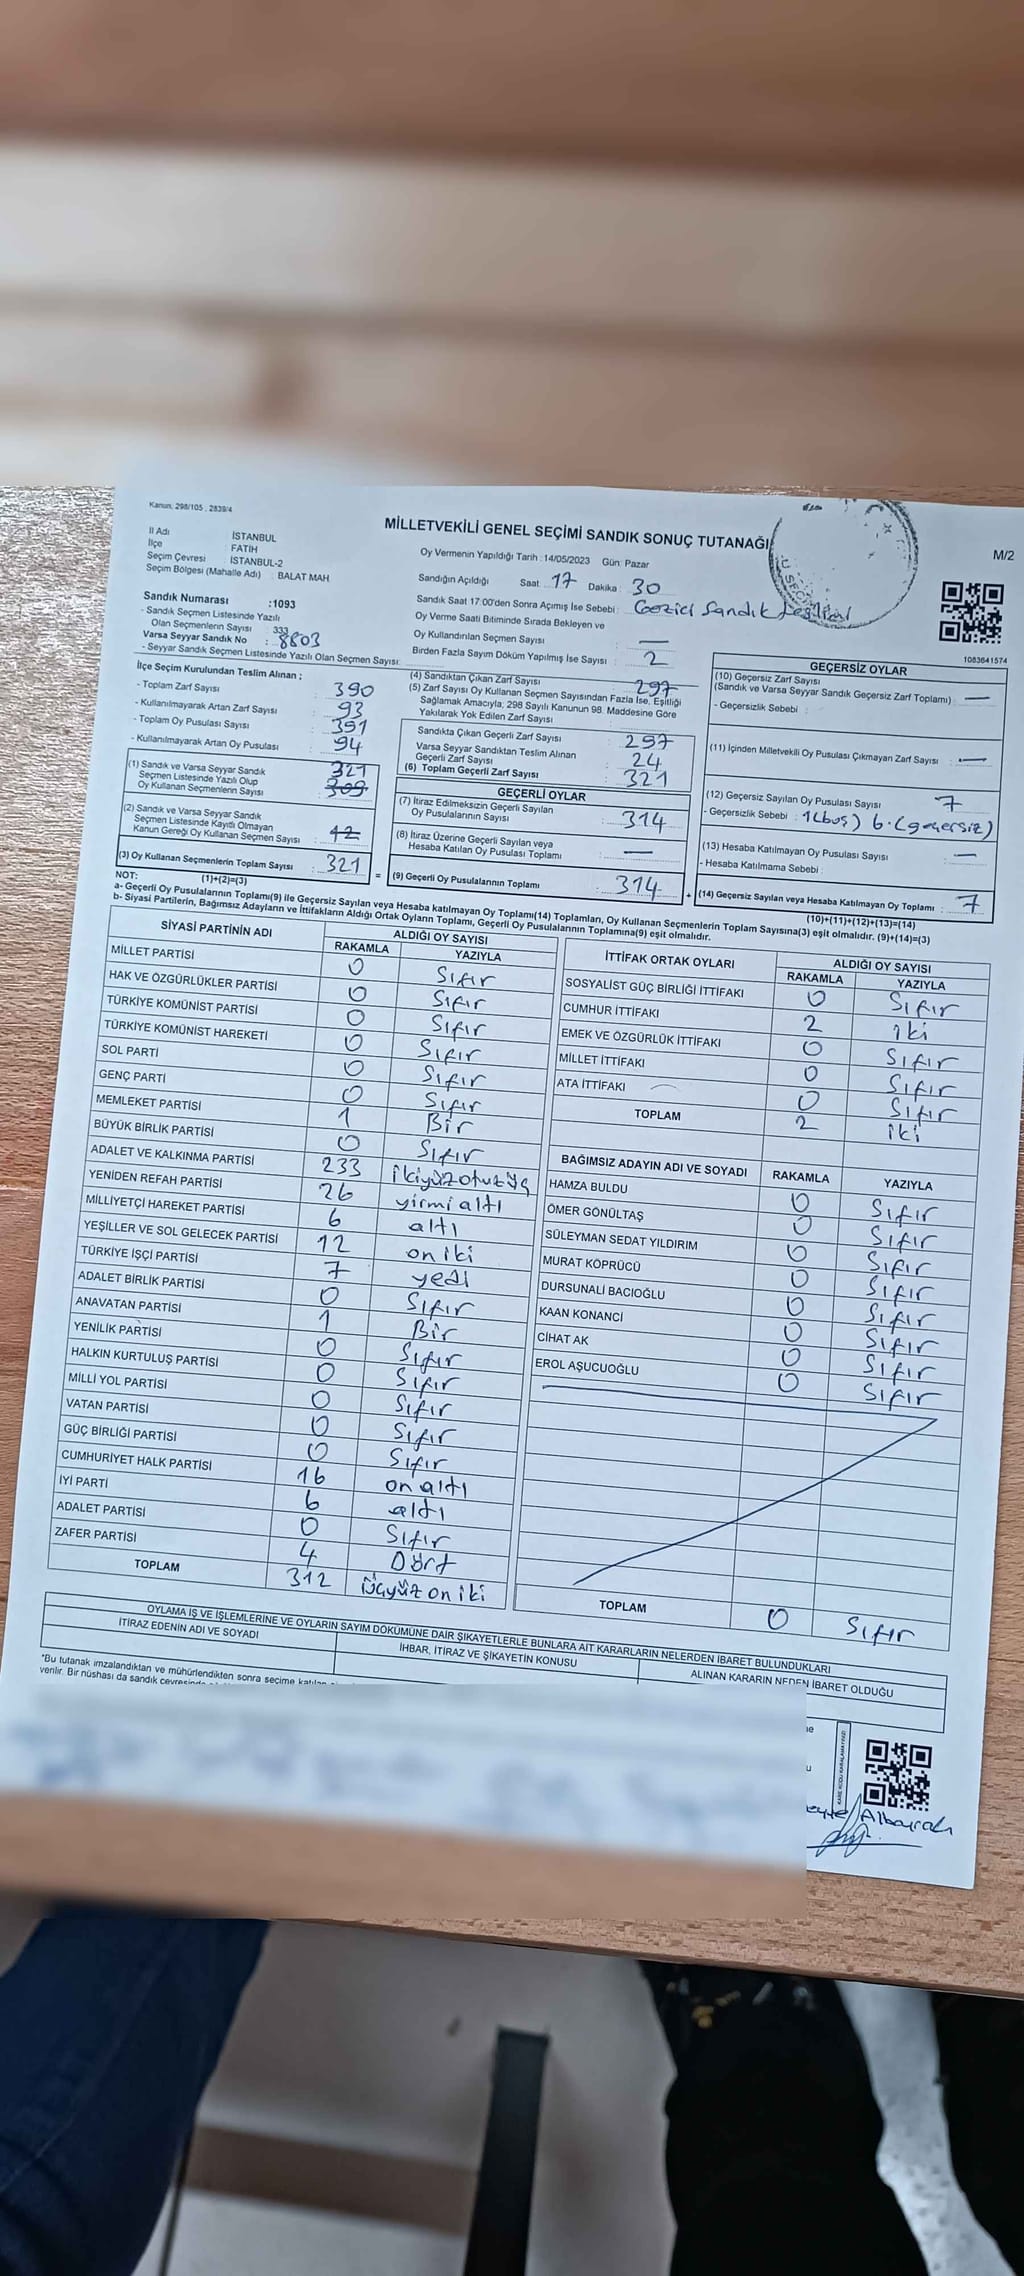 Kanun, 298/105 , 2839/4
MİLLETVEKİLİ GENEL SEÇİMİ SANDIK SONUÇ TUTANAĞI
M/2
İl Adı : İSTANBUL
İlçe : FATİH
Seçim Çevresi : İSTANBUL-2
Seçim Bölgesi (Mahalle Adı) : BALAT MAH
Oy Vermenin Yapıldığı Tarih : 14/05/2023 Gün: Pazar
Sandığın Açıldığı Saat : 17 Dakika : 30
Sandık Saat 17:00'den Sonra Açımış İse Sebebi : Gezici Sandık
Oy Verme Saati Bitiminde Sırada Bekleyen ve
Oy Kullandırılan Seçmen Sayısı : —
Birden Fazla Sayım Döküm Yapılmış İse Sayısı : 2
Sandık Numarası :1093
- Sandık Seçmen Listesinde Yazılı
Olan Seçmenlerin Sayısı : 333
Varsa Seyyar Sandık No : 8803
- Seyyar Sandık Seçmen Listesinde Yazılı Olan Seçmen Sayısı:
1083641574
İlçe Seçim Kurulundan Teslim Alınan ;
- Toplam Zarf Sayısı : 390
- Kullanılmayarak Artan Zarf Sayısı : 93
- Toplam Oy Pusulası Sayısı : 391
- Kullanılmayarak Artan Oy Pusulası : 94
(1) Sandık ve Varsa Seyyar Sandık
Seçmen Listesinde Yazılı Olup
Oy Kullanan Seçmenlerin Sayısı : 321 309
(2) Sandık ve Varsa Seyyar Sandık
Seçmen Listesinde Kayıtlı Olmayan
Kanun Gereği Oy Kullanan Seçmen Sayısı : 12
(3) Oy Kullanan Seçmenlerin Toplam Sayısı : 321
(4) Sandıktan Çıkan Zarf Sayısı : 297
(5) Zarf Sayısı Oy Kullanan Seçmen Sayısından Fazla İse, Eşitliği
Sağlamak Amacıyla, 298 Sayılı Kanunun 98. Maddesine Göre
Yakılarak Yok Edilen Zarf Sayısı :
Sandıkta Çıkan Geçerli Zarf Sayısı : 297
Varsa Seyyar Sandıktan Teslim Alınan
Geçerli Zarf Sayısı : 24
(6) Toplam Geçerli Zarf Sayısı : 321
GEÇERLİ OYLAR
(7) İtiraz Edilmeksizin Geçerli Sayılan
Oy Pusulalarının Sayısı : 314
(8) İtiraz Üzerine Geçerli Sayılan veya
Hesaba Katılan Oy Pusulası Toplamı : —
= (9) Geçerli Oy Pusulalarının Toplamı : 314
GEÇERSİZ OYLAR
(10) Geçersiz Zarf Sayısı
(Sandık ve Varsa Seyyar Sandık Geçersiz Zarf Toplamı) : —
- Geçersizlik Sebebi :
(11) İçinden Milletvekili Oy Pusulası Çıkmayan Zarf Sayısı : —
(12) Geçersiz Sayılan Oy Pusulası Sayısı : 7
- Geçersizlik Sebebi : 1(boş) 6.(geçersiz)
(13) Hesaba Katılmayan Oy Pusulası Sayısı : —
- Hesaba Katılmama Sebebi :
+ (14) Geçersiz Sayılan veya Hesaba Katılmayan Oy Toplamı : 7
NOT: (1)+(2)=(3)
(10)+(11)+(12)+(13)=(14)
a- Geçerli Oy Pusulalarının Toplamı(9) ile Geçersiz Sayılan veya Hesaba katılmayan Oy Toplamı(14) Toplamları, Oy Kullanan Seçmenlerin Toplam Sayısına(3) eşit olmalıdır. (9)+(14)=(3)
b- Siyasi Partilerin, Bağımsız Adayların ve İttifakların Aldığı Ortak Oyların Toplamı, Geçerli Oy Pusulalarının Toplamına(9) eşit olmalıdır.
SİYASİ PARTİNİN ADI ALDIĞI OY SAYISI
RAKAMLA YAZIYLA
MİLLET PARTİSİ 0 Sıfır
HAK VE ÖZGÜRLÜKLER PARTİSİ 0 Sıfır
TÜRKİYE KOMÜNİST PARTİSİ 0 Sıfır
TÜRKİYE KOMÜNİST HAREKETİ 0 Sıfır
SOL PARTİ 0 Sıfır
GENÇ PARTİ 0 Sıfır
MEMLEKET PARTİSİ 1 Bir
BÜYÜK BİRLİK PARTİSİ 0 Sıfır
ADALET VE KALKINMA PARTİSİ 233 ikiyüzotuzüç
YENİDEN REFAH PARTİSİ 26 yirmi altı
MİLLİYETÇİ HAREKET PARTİSİ 6 altı
YEŞİLLER VE SOL GELECEK PARTİSİ 12 on iki
TÜRKİYE İŞÇİ PARTİSİ 7 yedi
ADALET BİRLİK PARTİSİ 0 Sıfır
ANAVATAN PARTİSİ 1 Bir
YENİLİK PARTİSİ 0 Sıfır
HALKIN KURTULUŞ PARTİSİ 0 Sıfır
MİLLİ YOL PARTİSİ 0 Sıfır
VATAN PARTİSİ 0 Sıfır
GÜÇ BİRLİĞİ PARTİSİ 0 Sıfır
CUMHURİYET HALK PARTİSİ 16 on altı
İYİ PARTİ 6 altı
ADALET PARTİSİ 0 Sıfır
ZAFER PARTİSİ 4 Dört
TOPLAM 312 üçyüz on iki
İTTİFAK ORTAK OYLARI ALDIĞI OY SAYISI
RAKAMLA YAZIYLA
SOSYALİST GÜÇ BİRLİĞİ İTTİFAKI 0 Sıfır
CUMHUR İTTİFAKI 2 iki
EMEK VE ÖZGÜRLÜK İTTİFAKI 0 Sıfır
MİLLET İTTİFAKI 0 Sıfır
ATA İTTİFAKI 0 Sıfır
TOPLAM 2 iki
BAĞIMSIZ ADAYIN ADI VE SOYADI RAKAMLA YAZIYLA
HAMZA BULDU 0 Sıfır
ÖMER GÖNÜLTAŞ 0 Sıfır
SÜLEYMAN SEDAT YILDIRIM 0 Sıfır
MURAT KÖPRÜCÜ 0 Sıfır
DURSUNALİ BACIOĞLU 0 Sıfır
KAAN KONANCİ 0 Sıfır
CİHAT AK 0 Sıfır
EROL AŞUCUOĞLU 0 Sıfır
TOPLAM 0 Sıfır
OYLAMA İŞ VE İŞLEMLERİNE VE OYLARIN SAYIM DÖKÜMÜNE DAİR ŞİKAYETLERLE BUNLARA AİT KARARLARIN NELERDEN İBARET BULUNDUKLARI
İTİRAZ EDENİN ADI VE SOYADI İHBAR, İTİRAZ VE ŞİKAYETİN KONUSU ALINAN KARARIN NEDEN İBARET OLDUĞU
*Bu tutanak imzalandıktan ve mühürlendikten sonra seçime katılan
verilir. Bir nüshası da sandık çevresinde
Albayrak